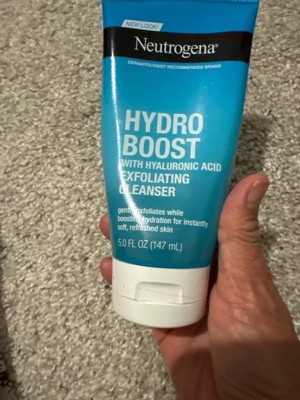 NEW LOOK!
Neutrogena®
DERMATOLOGIST RECOMMENDED BRAND
HYDRO
BOOST
WITH HYALURONIC ACID
EXFOLIATING
CLEANSER
gently exfoliates while
boosting hydration for instantly
soft, refreshed skin
5.0 FL OZ (147 mL)